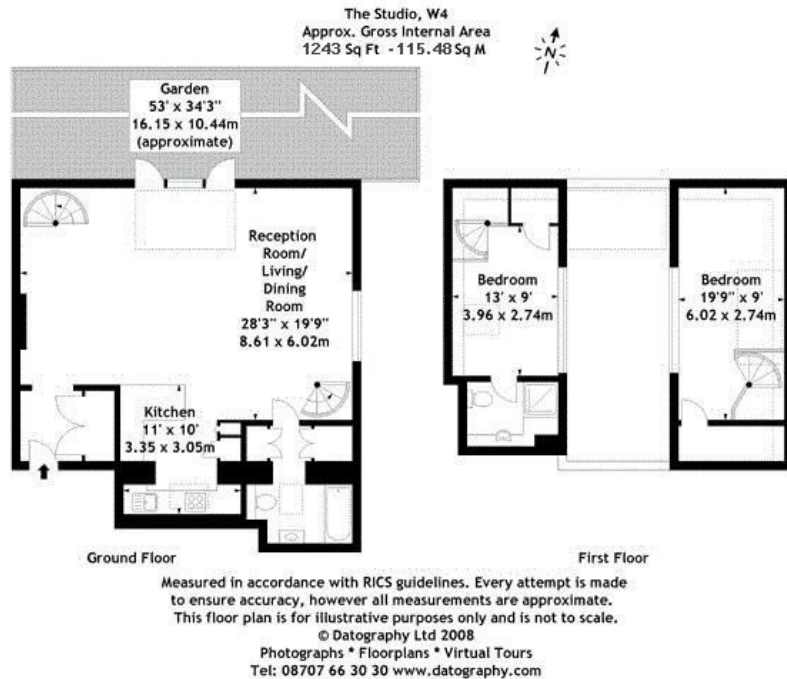 The Studio, W4
Approx. Gross Internal Area
1243 Sq Ft - 115.48 Sq M
N
Garden
53' x 34'3"
16.15 x 10.44m
(approximate)
Reception
Room/
Living/
Dining
Room
28'3" x 19'9"
8.61 x 6.02m
Kitchen
11' x 10'
3.35 x 3.05m
Bedroom
13' x 9'
3.96 x 2.74m
Bedroom
19'9" x 9'
6.02 x 2.74m
Ground Floor
First Floor
Measured in accordance with RICS guidelines. Every attempt is made
to ensure accuracy, however all measurements are approximate.
This floor plan is for illustrative purposes only and is not to scale.
© Datography Ltd 2008
Photographs * Floorplans * Virtual Tours
Tel: 08707 66 30 30 www.datography.com